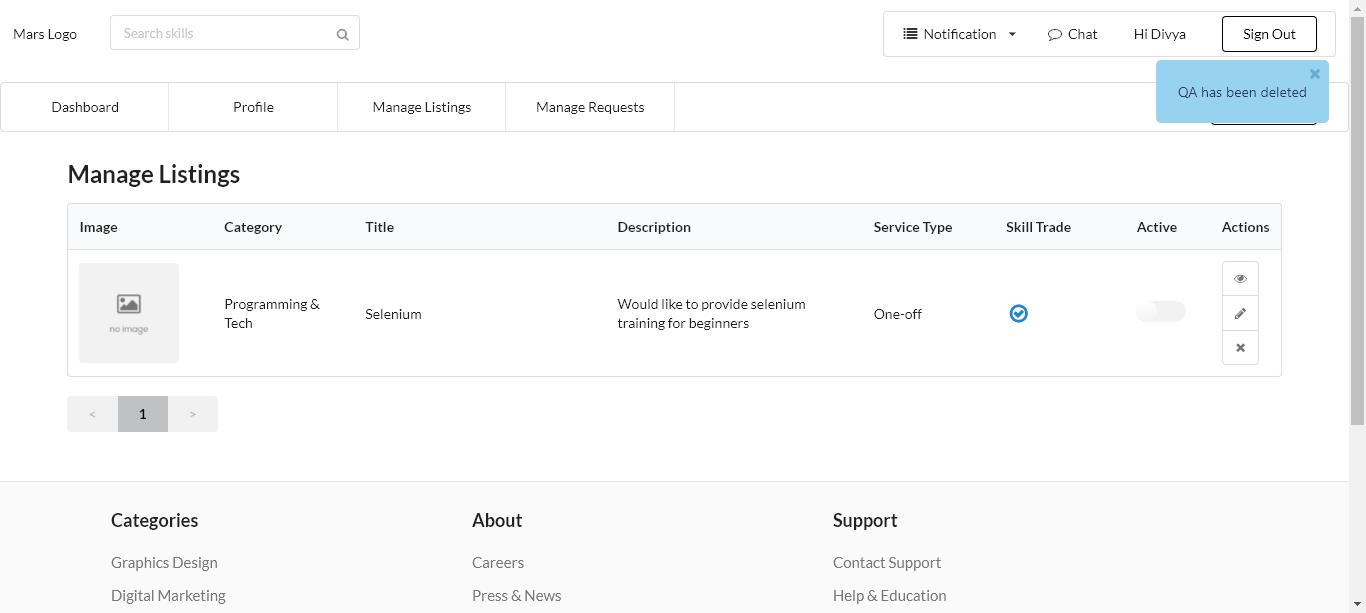 Mars Logo
Search skills
Notification
Chat
Hi Divya
Sign Out
QA has been deleted
Dashboard
Profile
Manage Listings
Manage Requests
Manage Listings
Image
Category
Title
Description
Service Type
Skill Trade
Active
Actions
no image
Programming &
Tech
Selenium
Would like to provide selenium
training for beginners
One-off
<
1
>
Categories
About
Support
Graphics Design
Careers
Contact Support
Digital Marketing
Press & News
Help & Education